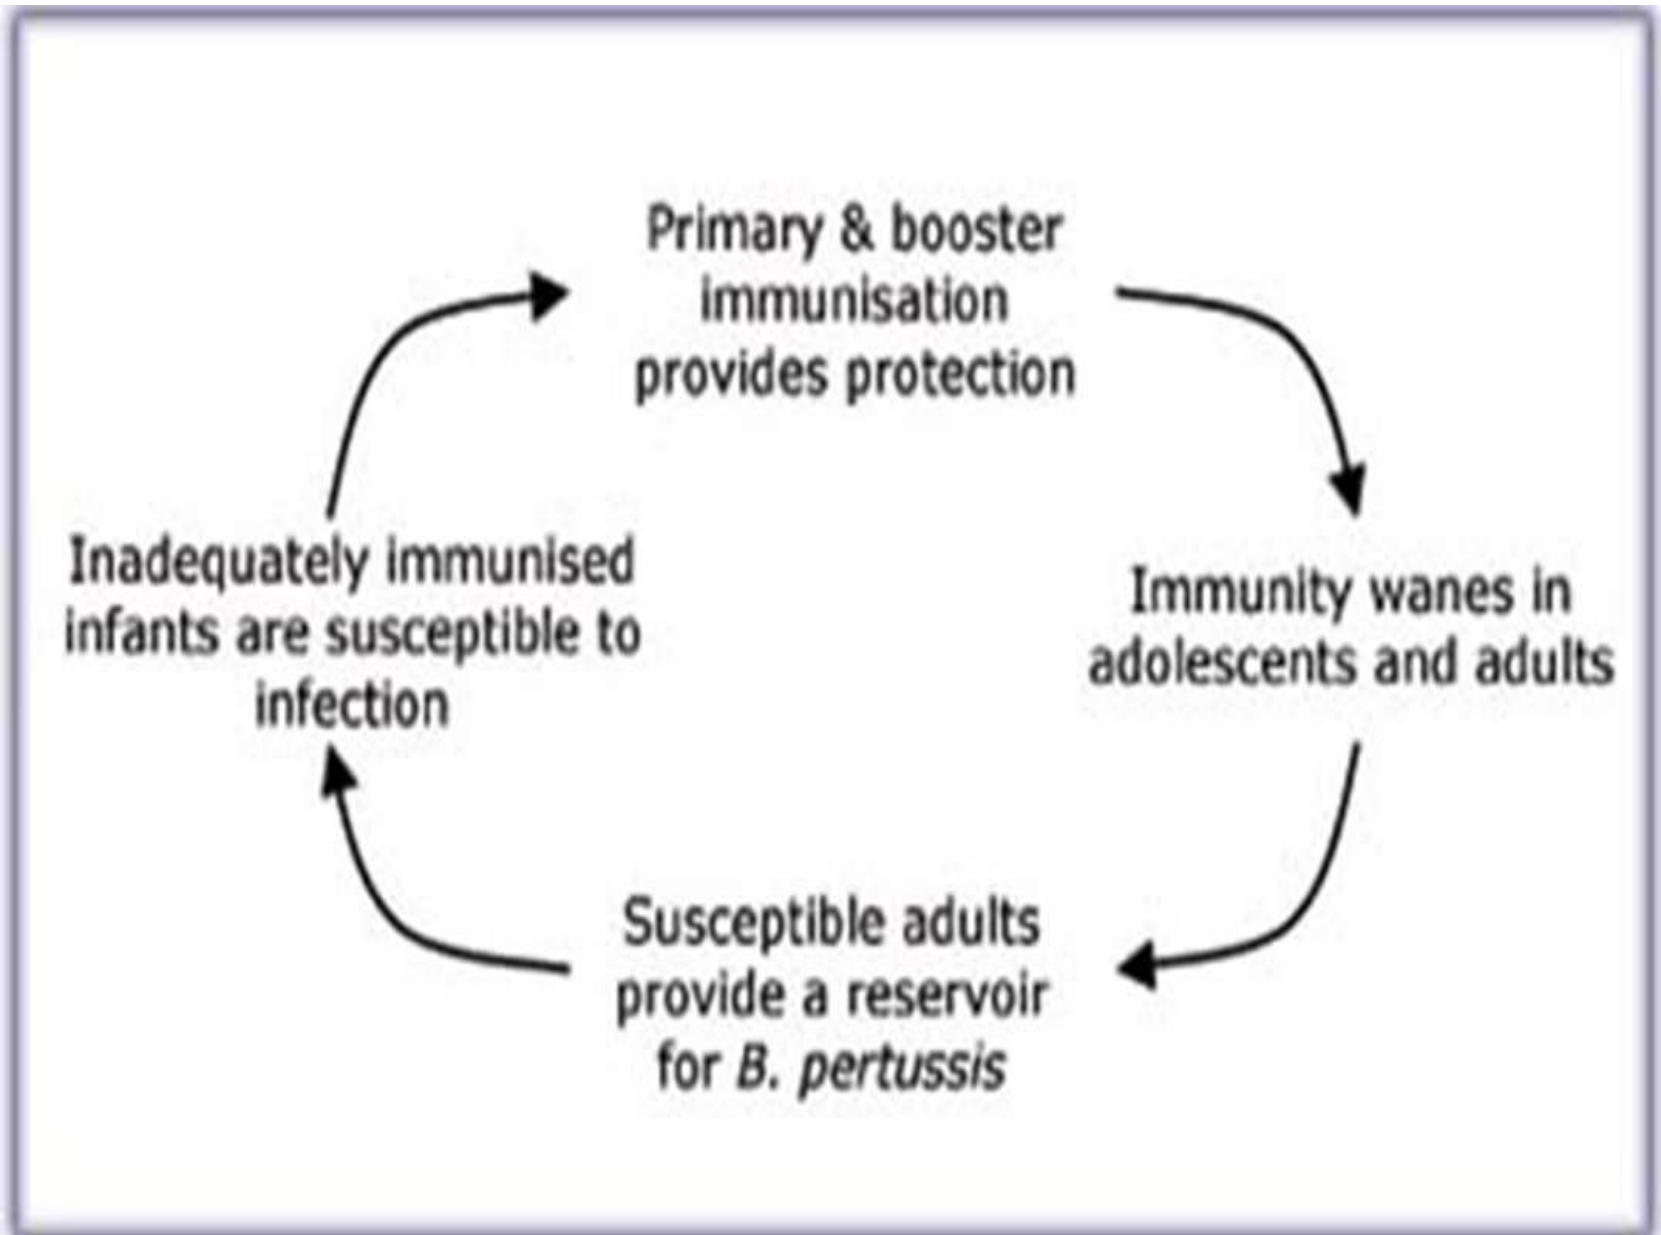 Primary & booster
immunisation
provides protection
Immunity wanes in
adolescents and adults
Susceptible adults
provide a reservoir
for B. pertussis
Inadequately immunised
infants are susceptible to
infection